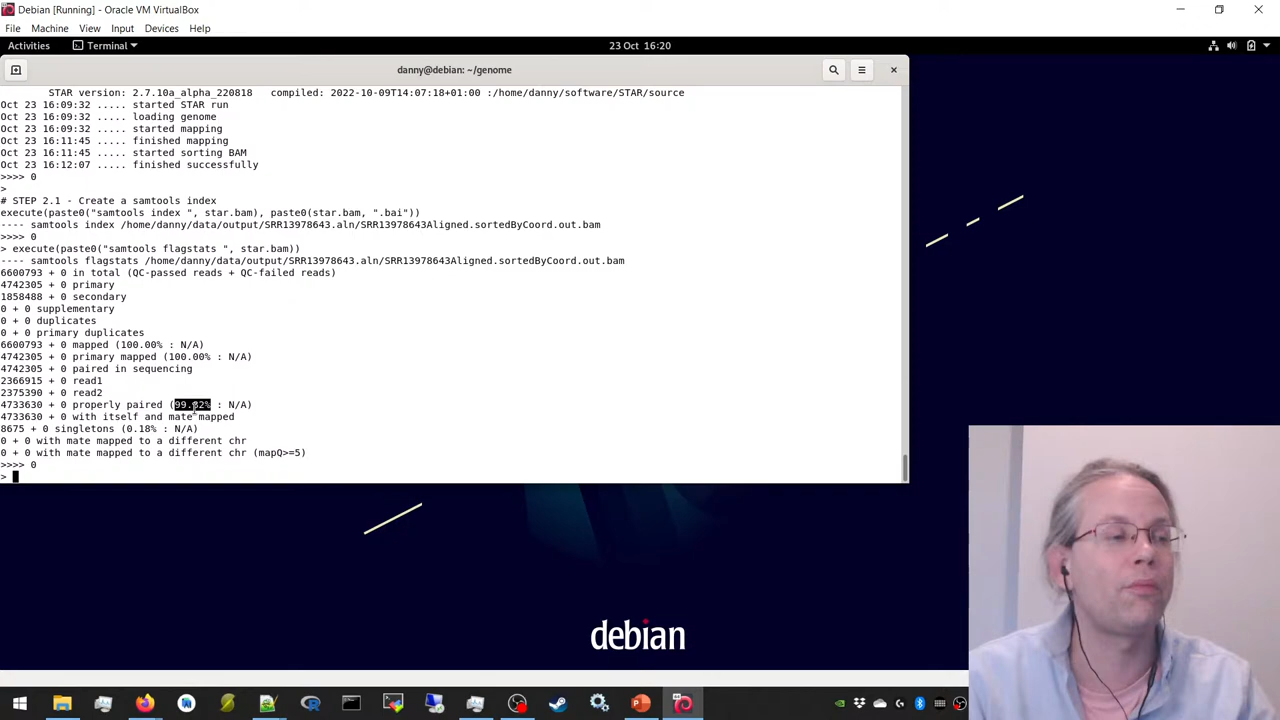 Debian [Running] - Oracle VM VirtualBox
File Machine View Input Devices Help
Activities Terminal 23 Oct 16:20
danny@debian: ~/genome
STAR version: 2.7.10a_alpha_220818 compiled: 2022-10-09T14:07:18+01:00 :/home/danny/software/STAR/source
Oct 23 16:09:32 ..... started STAR run
Oct 23 16:09:32 ..... loading genome
Oct 23 16:09:32 ..... started mapping
Oct 23 16:11:45 ..... finished mapping
Oct 23 16:11:45 ..... started sorting BAM
Oct 23 16:12:07 ..... finished successfully
>>>> 0
>
# STEP 2.1 - Create a samtools index
execute(paste0("samtools index ", star.bam), paste0(star.bam, ".bai"))
---- samtools index /home/danny/data/output/SRR13978643.aln/SRR13978643Aligned.sortedByCoord.out.bam
>>>> 0
> execute(paste0("samtools flagstats ", star.bam))
---- samtools flagstats /home/danny/data/output/SRR13978643.aln/SRR13978643Aligned.sortedByCoord.out.bam
6600793 + 0 in total (QC-passed reads + QC-failed reads)
4742305 + 0 primary
1858488 + 0 secondary
0 + 0 supplementary
0 + 0 duplicates
0 + 0 primary duplicates
6600793 + 0 mapped (100.00% : N/A)
4742305 + 0 primary mapped (100.00% : N/A)
4742305 + 0 paired in sequencing
2366915 + 0 read1
2375390 + 0 read2
4733630 + 0 properly paired (99.82% : N/A)
4733630 + 0 with itself and mate mapped
8675 + 0 singletons (0.18% : N/A)
0 + 0 with mate mapped to a different chr
0 + 0 with mate mapped to a different chr (mapQ>=5)
>>>> 0
>
debian